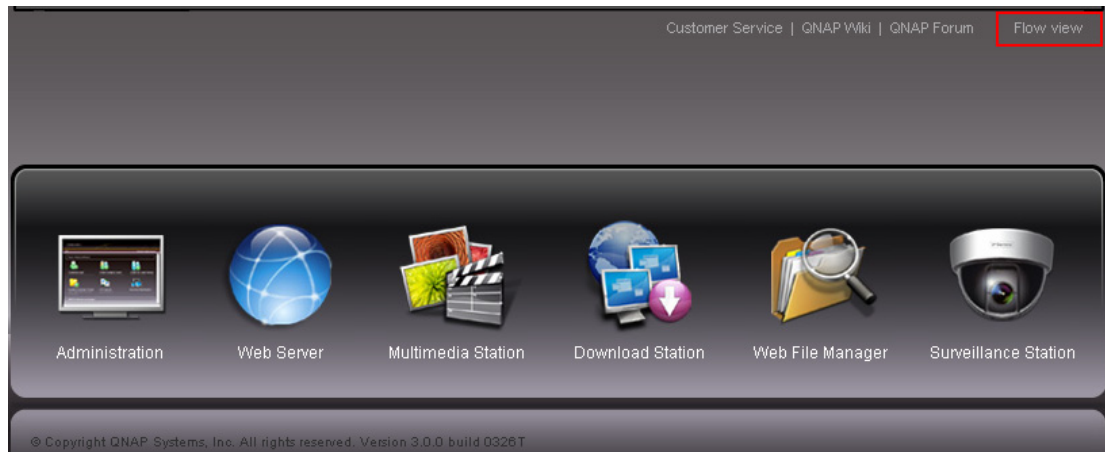 Customer Service | QNAP Wiki | QNAP Forum Flow view
Administration Web Server Multimedia Station Download Station Web File Manager Surveillance Station
© Copyright QNAP Systems, Inc. All rights reserved. Version 3.0.0 build 0326T